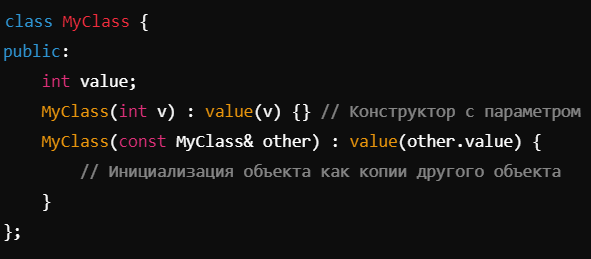 class MyClass {
public:
    int value;
    MyClass(int v) : value(v) {} // Конструктор с параметром
    MyClass(const MyClass& other) : value(other.value) {
        // Инициализация объекта как копии другого объекта
    }
};